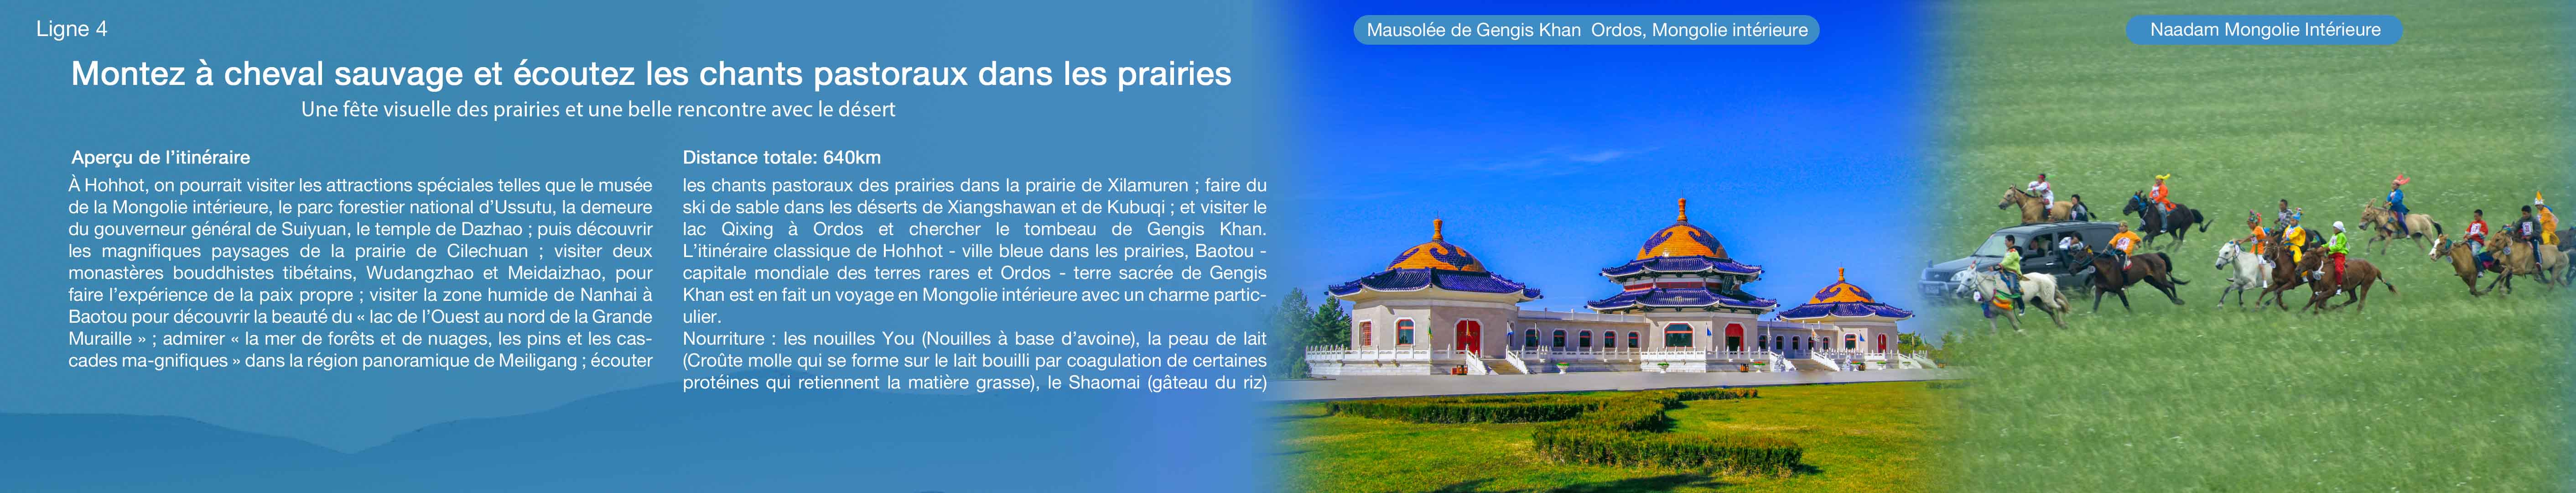 Ligne 4
Montez à cheval sauvage et écoutez les chants pastoraux dans les prairies
Une fête visuelle des prairies et une belle rencontre avec le désert
Aperçu de l’itinéraire
À Hohhot, on pourrait visiter les attractions spéciales telles que le musée
de la Mongolie intérieure, le parc forestier national d’Ussutu, la demeure
du gouverneur général de Suiyuan, le temple de Dazhao ; puis découvrir
les magnifiques paysages de la prairie de Cilechuan ; visiter deux
monastères bouddhistes tibétains, Wudangzhao et Meidaizhao, pour
faire l’expérience de la paix propre ; visiter la zone humide de Nanhai à
Baotou pour découvrir la beauté du « lac de l’Ouest au nord de la Grande
Muraille » ; admirer « la mer de forêts et de nuages, les pins et les cas-
cades ma-gnifiques » dans la région panoramique de Meiligang ; écouter
Distance totale: 640km
les chants pastoraux des prairies dans la prairie de Xilamuren ; faire du
ski de sable dans les déserts de Xiangshawan et de Kubuqi ; et visiter le
lac Qixing à Ordos et chercher le tombeau de Gengis Khan.
L’itinéraire classique de Hohhot - ville bleue dans les prairies, Baotou -
capitale mondiale des terres rares et Ordos - terre sacrée de Gengis
Khan est en fait un voyage en Mongolie intérieure avec un charme partic-
ulier.
Nourriture : les nouilles You (Nouilles à base d’avoine), la peau de lait
(Croûte molle qui se forme sur le lait bouilli par coagulation de certaines
protéines qui retiennent la matière grasse), le Shaomai (gâteau du riz)
Mausolée de Gengis Khan  Ordos, Mongolie intérieure
Naadam Mongolie Intérieure